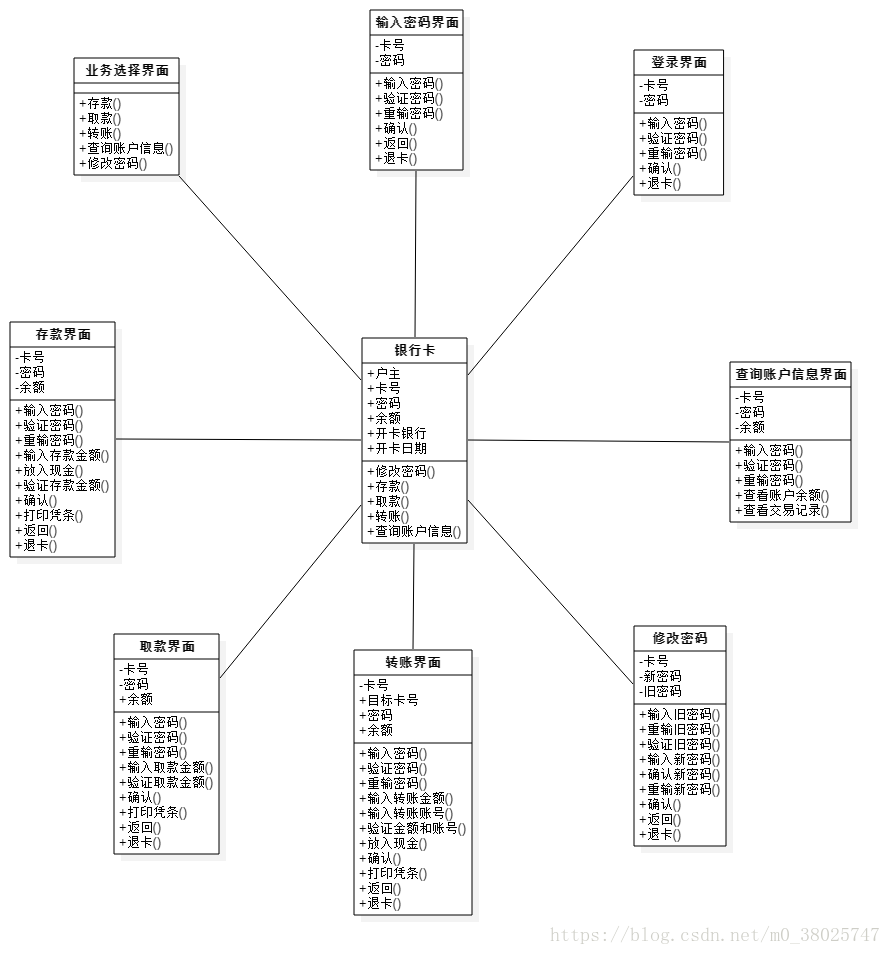 输入密码界面
-卡号
-密码
+输入密码()
+验证密码()
+重输密码()
+确认()
+返回()
+退卡()
业务选择界面
+存款()
+取款()
+转账()
+查询账户信息()
+修改密码()
登录界面
-卡号
-密码
+输入密码()
+验证密码()
+重输密码()
+确认()
+退卡()
存款界面
-卡号
-密码
-余额
+输入密码()
+验证密码()
+重输密码()
+输入存款金额()
+放入现金()
+验证存款金额()
+确认()
+打印凭条()
+返回()
+退卡()
银行卡
+户主
+卡号
+密码
+余额
+开卡银行
+开卡日期
+修改密码()
+存款()
+取款()
+转账()
+查询账户信息()
查询账户信息界面
-卡号
-密码
-余额
+输入密码()
+验证密码()
+重输密码()
+查看账户余额()
+查看交易记录()
取款界面
-卡号
-密码
+余额
+输入密码()
+验证密码()
+重输密码()
+输入取款金额()
+验证取款金额()
+确认()
+打印凭条()
+返回()
+退卡()
转账界面
-卡号
+目标卡号
+密码
+余额
+输入密码()
+验证密码()
+重输密码()
+输入转账金额()
+输入转账账号()
+验证金额和账号()
+放入现金()
+确认()
+打印凭条()
+返回()
+退卡()
修改密码
-卡号
-新密码
-旧密码
+输入旧密码()
+重输旧密码()
+验证旧密码()
+输入新密码()
+确认新密码()
+重输新密码()
+确认()
+返回()
+退卡()
https://blog.csdn.net/m0_38025747